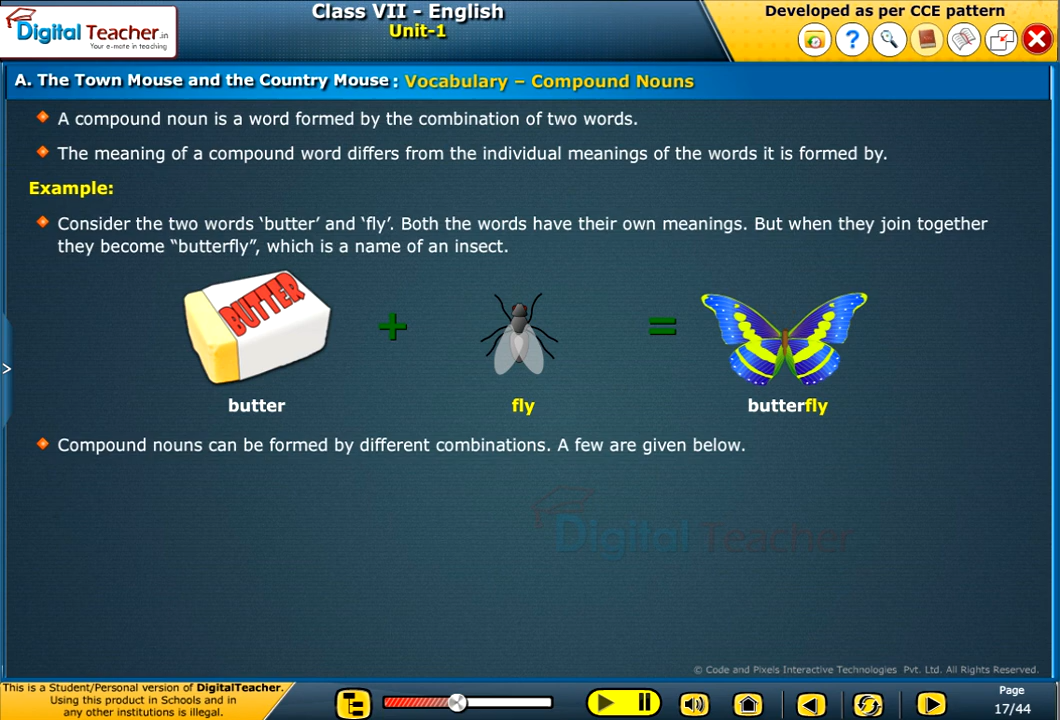 Digital Teacher.in
Your e-mate in teaching
Class VII - English
Unit-1
Developed as per CCE pattern
A. The Town Mouse and the Country Mouse : Vocabulary – Compound Nouns
A compound noun is a word formed by the combination of two words.
The meaning of a compound word differs from the individual meanings of the words it is formed by.
Example:
Consider the two words ‘butter’ and ‘fly’. Both the words have their own meanings. But when they join together
they become “butterfly”, which is a name of an insect.
BUTTER
+
=
butter
fly
butterfly
Compound nouns can be formed by different combinations. A few are given below.
Digital Teacher
© Code and Pixels Interactive Technologies Pvt. Ltd. All Rights Reserved.
This is a Student/Personal version of DigitalTeacher.
Using this product in Schools and in
any other institutions is illegal.
Page
17/44